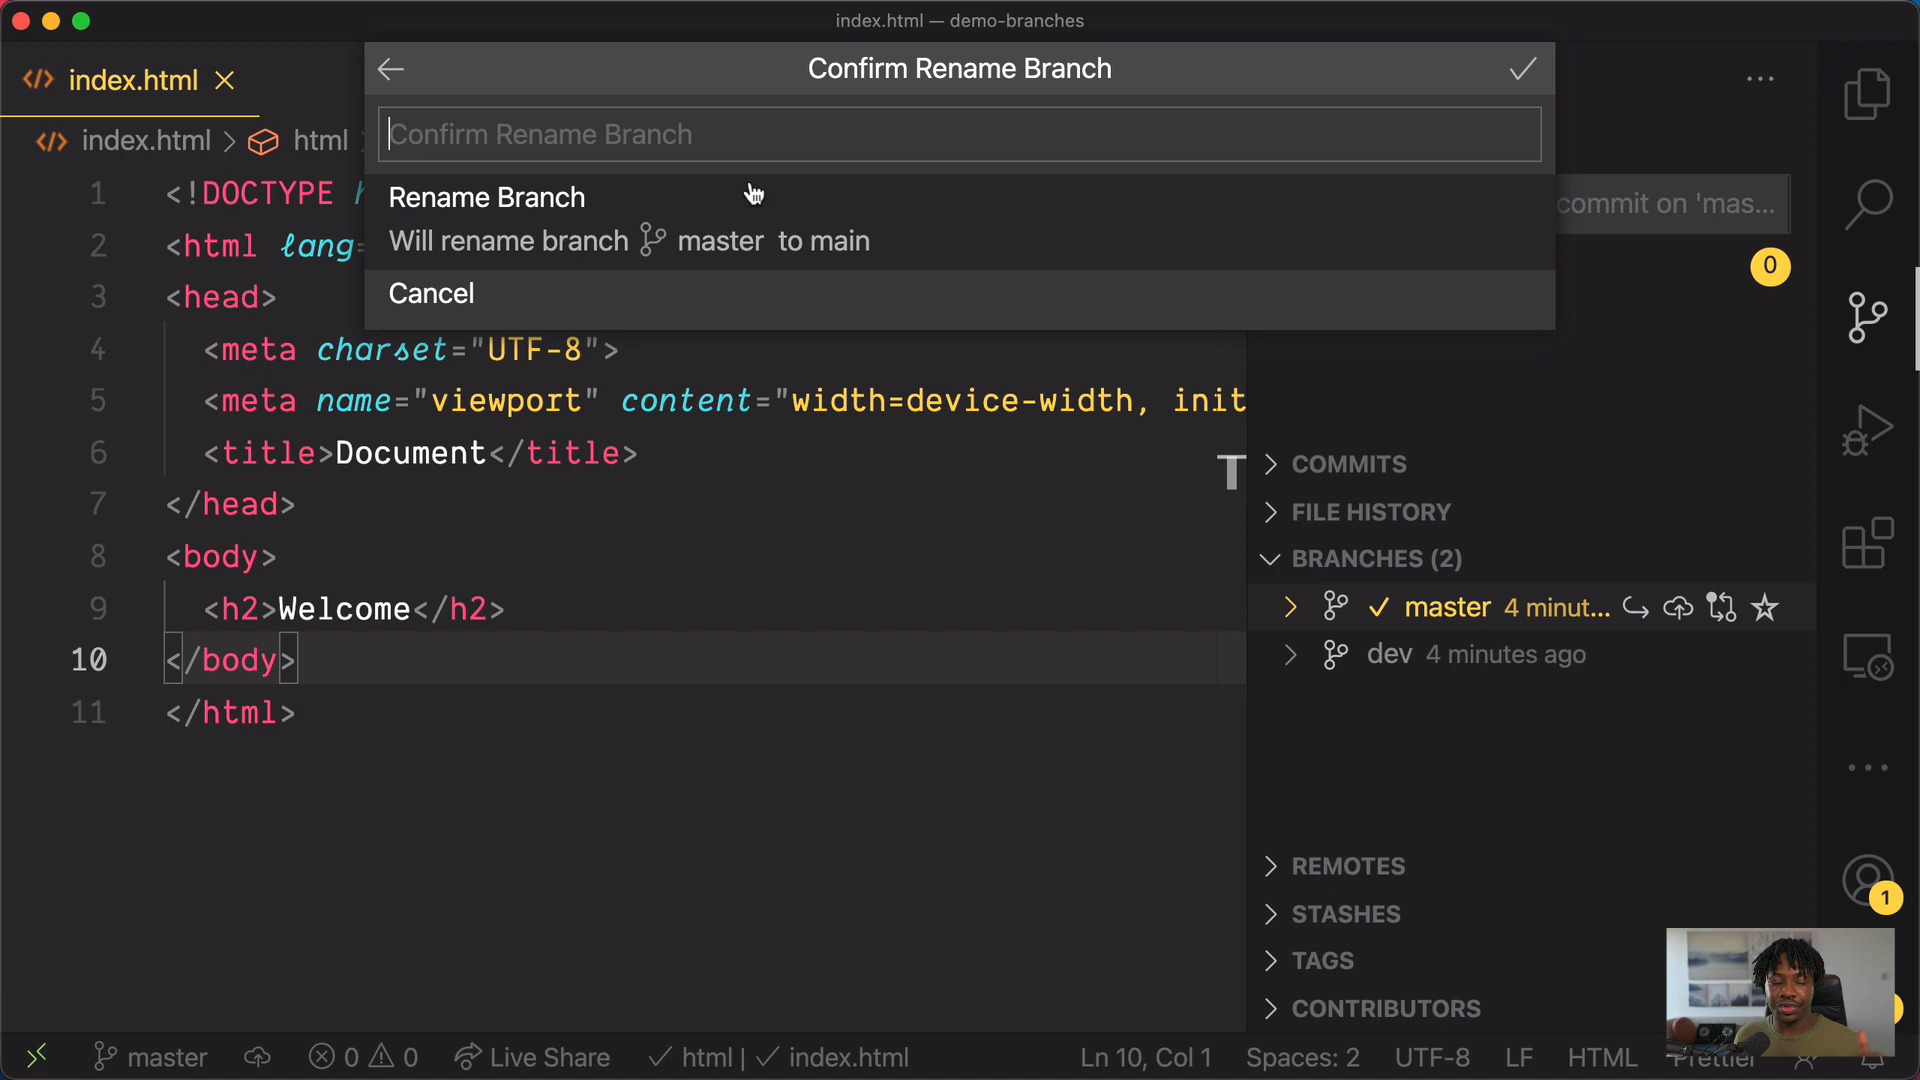 index.html — demo-branches
index.html
Confirm Rename Branch
Confirm Rename Branch
index.html > html
Rename Branch
Will rename branch master to main
Cancel
commit on 'mas...
0
1 <!DOCTYPE
2 <html lang=
3 <head>
4 <meta charset="UTF-8">
5 <meta name="viewport" content="width=device-width, init
6 <title>Document</title>
7 </head>
8 <body>
9 <h2>Welcome</h2>
10 </body>
11 </html>
T
COMMITS
FILE HISTORY
BRANCHES (2)
master 4 minut...
dev 4 minutes ago
REMOTES
STASHES
TAGS
CONTRIBUTORS
1
master 0 0 Live Share html | index.html Ln 10, Col 1 Spaces: 2 UTF-8 LF HTML Prettier